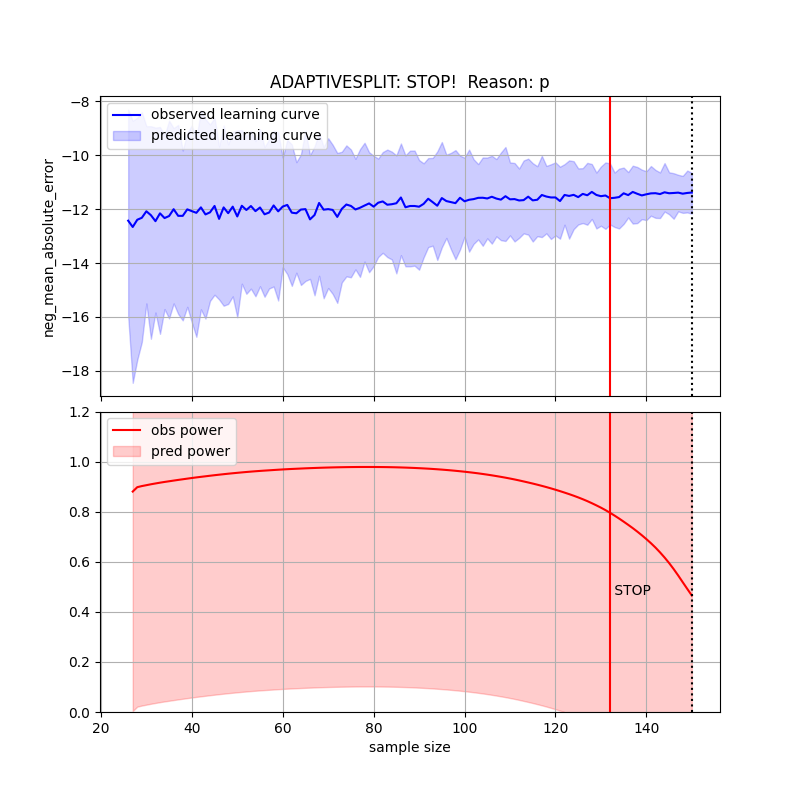 ADAPTIVESPLIT: STOP!  Reason: p
observed learning curve
predicted learning curve
neg_mean_absolute_error
−8
−10
−12
−14
−16
−18
obs power
pred power
STOP
1.2
1.0
0.8
0.6
0.4
0.2
0.0
20 40 60 80 100 120 140
sample size